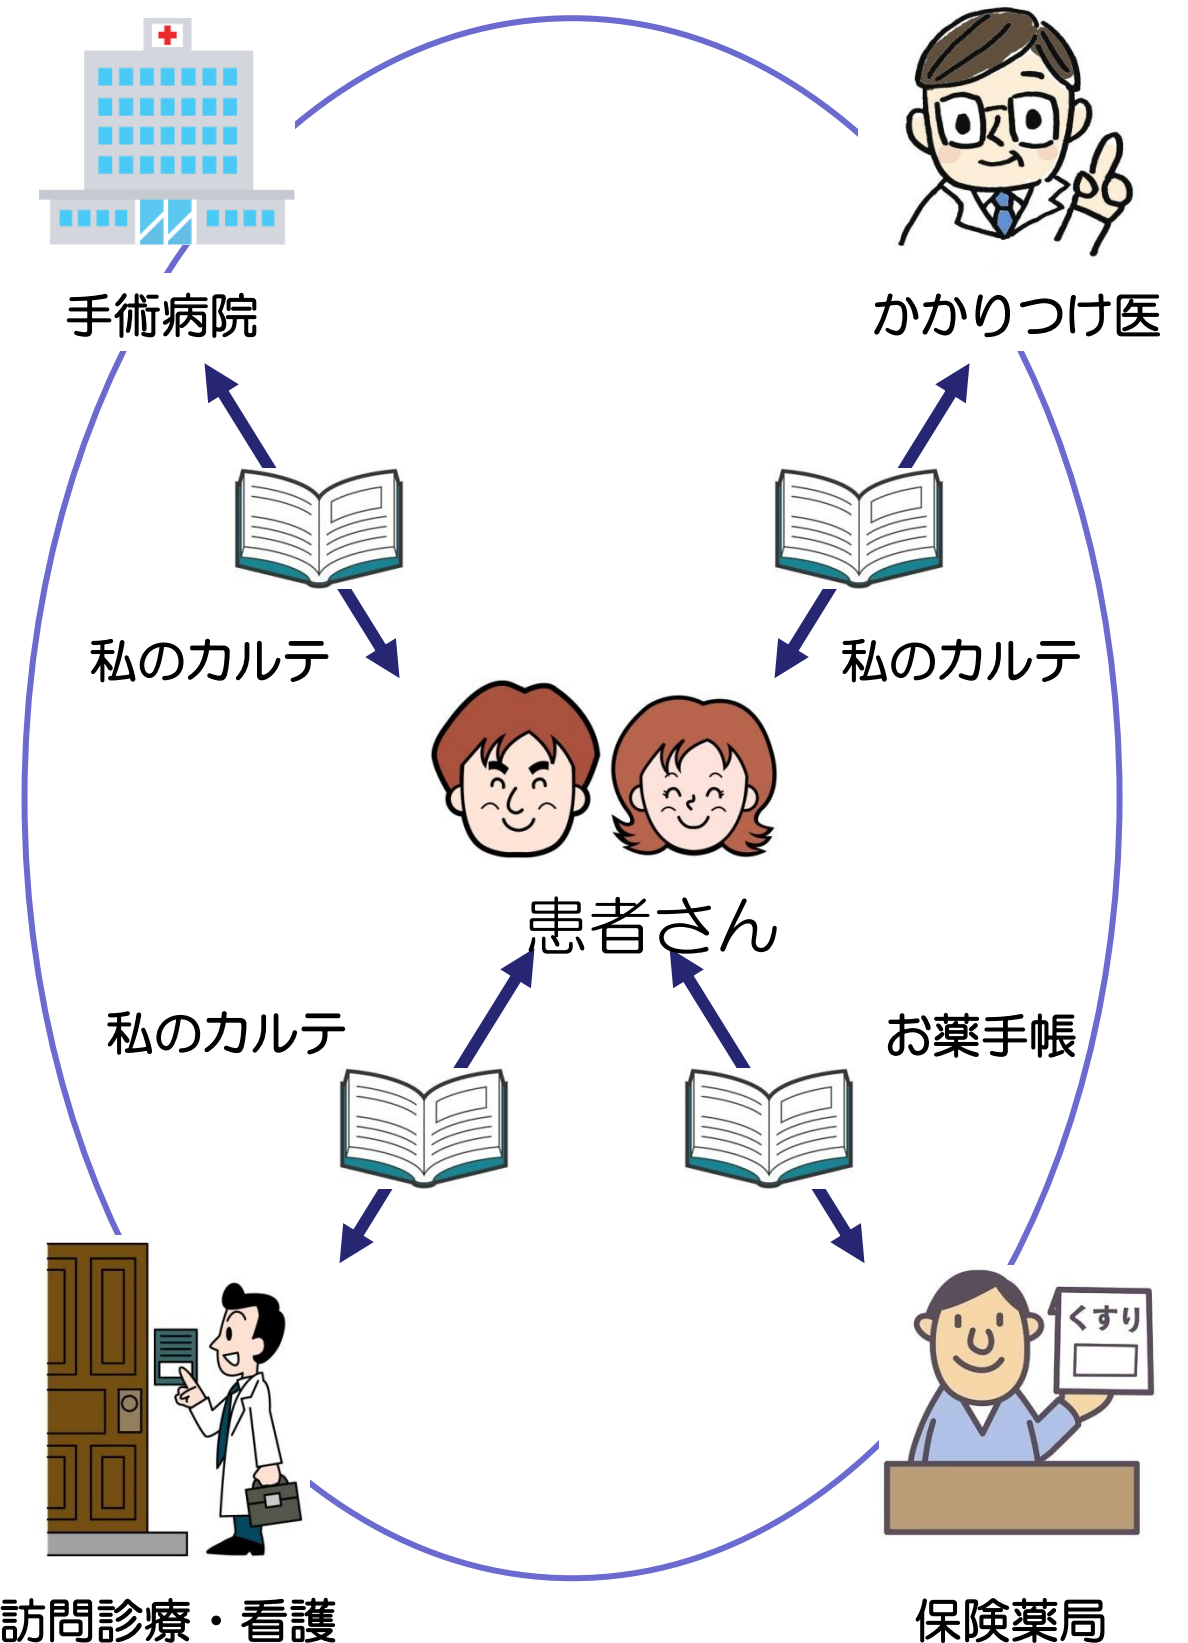 手術病院
かかりつけ医
私のカルテ
私のカルテ
患者さん
私のカルテ
お薬手帳
くすり
訪問診療・看護
保険薬局